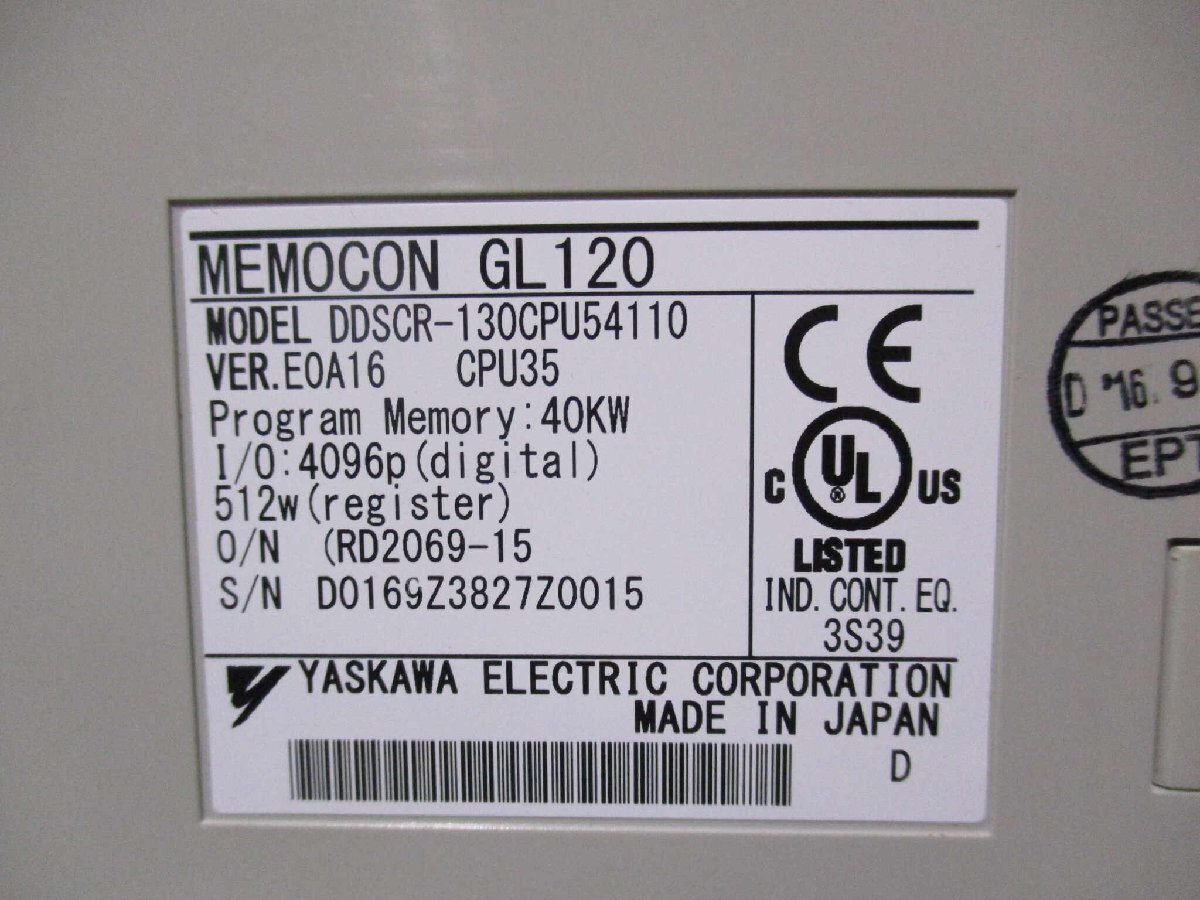 MEMOCON GL120
MODEL DDSCR-130CPU54110
VER.E0A16 CPU35
Program Memory:40KW
I/O:4096p(digital)
512w(register)
O/N (RD2069-15
S/N D0169Z3827Z0015
CE
C UL ® US
LISTED
IND. CONT. EQ.
3S39
YASKAWA ELECTRIC CORPORATION
MADE IN JAPAN
D
PASSE
D '16.9
EPT